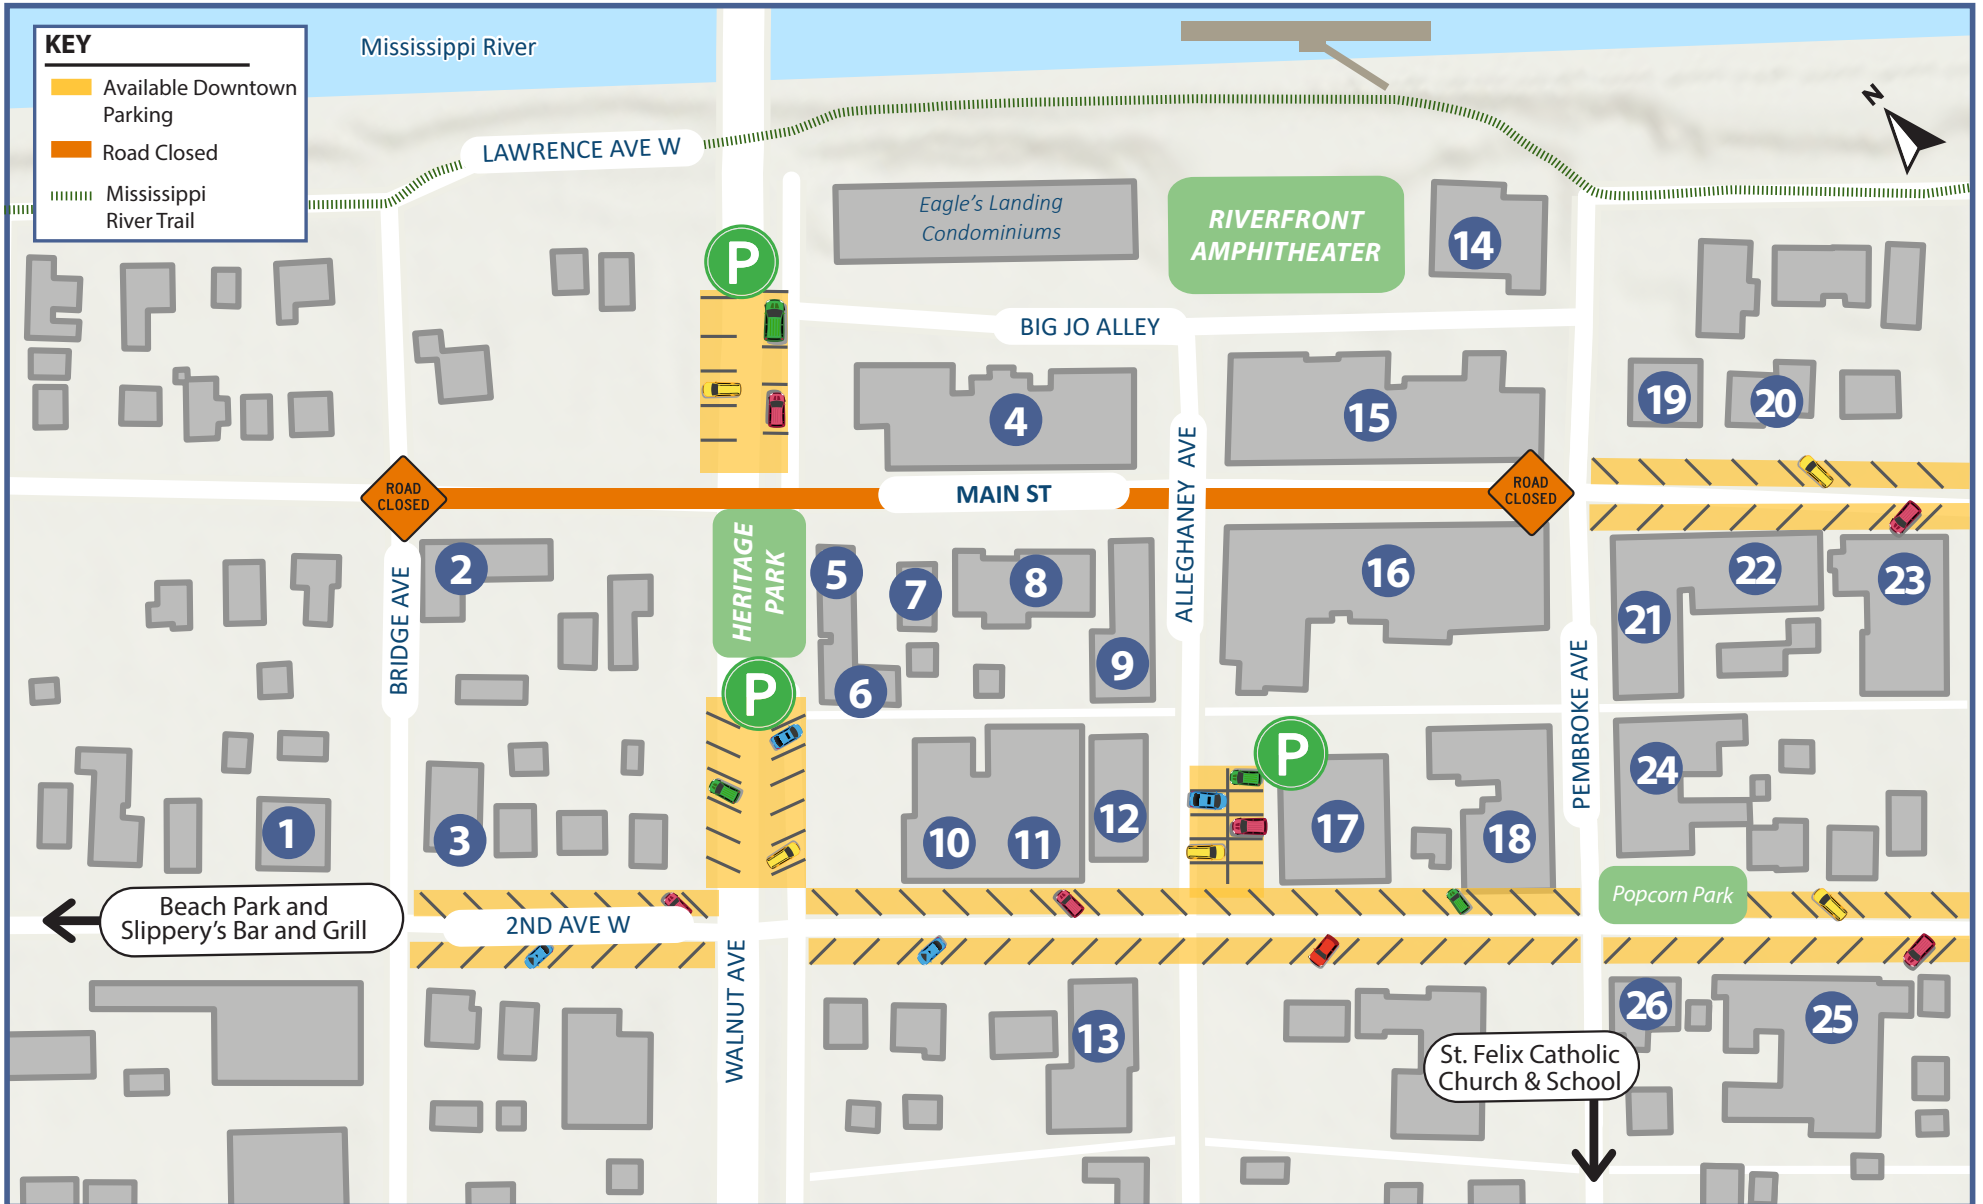 KEY
Available Downtown
Parking
Road Closed
Mississippi
River Trail
Mississippi River
N
LAWRENCE AVE W
Eagle's Landing
Condominiums
RIVERFRONT
AMPHITHEATER
14
P
BIG JO ALLEY
4
15
19
20
ROAD
CLOSED
MAIN ST
ROAD
CLOSED
ALLEGHANEY AVE
HERITAGE
PARK
BRIDGE AVE
2
5
7
8
9
6
16
22
23
21
PEMBROKE AVE
P
P
24
1
3
10
11
12
17
18
Beach Park and
Slippery's Bar and Grill
2ND AVE W
Popcorn Park
WALNUT AVE
13
26
25
St. Felix Catholic
Church & School